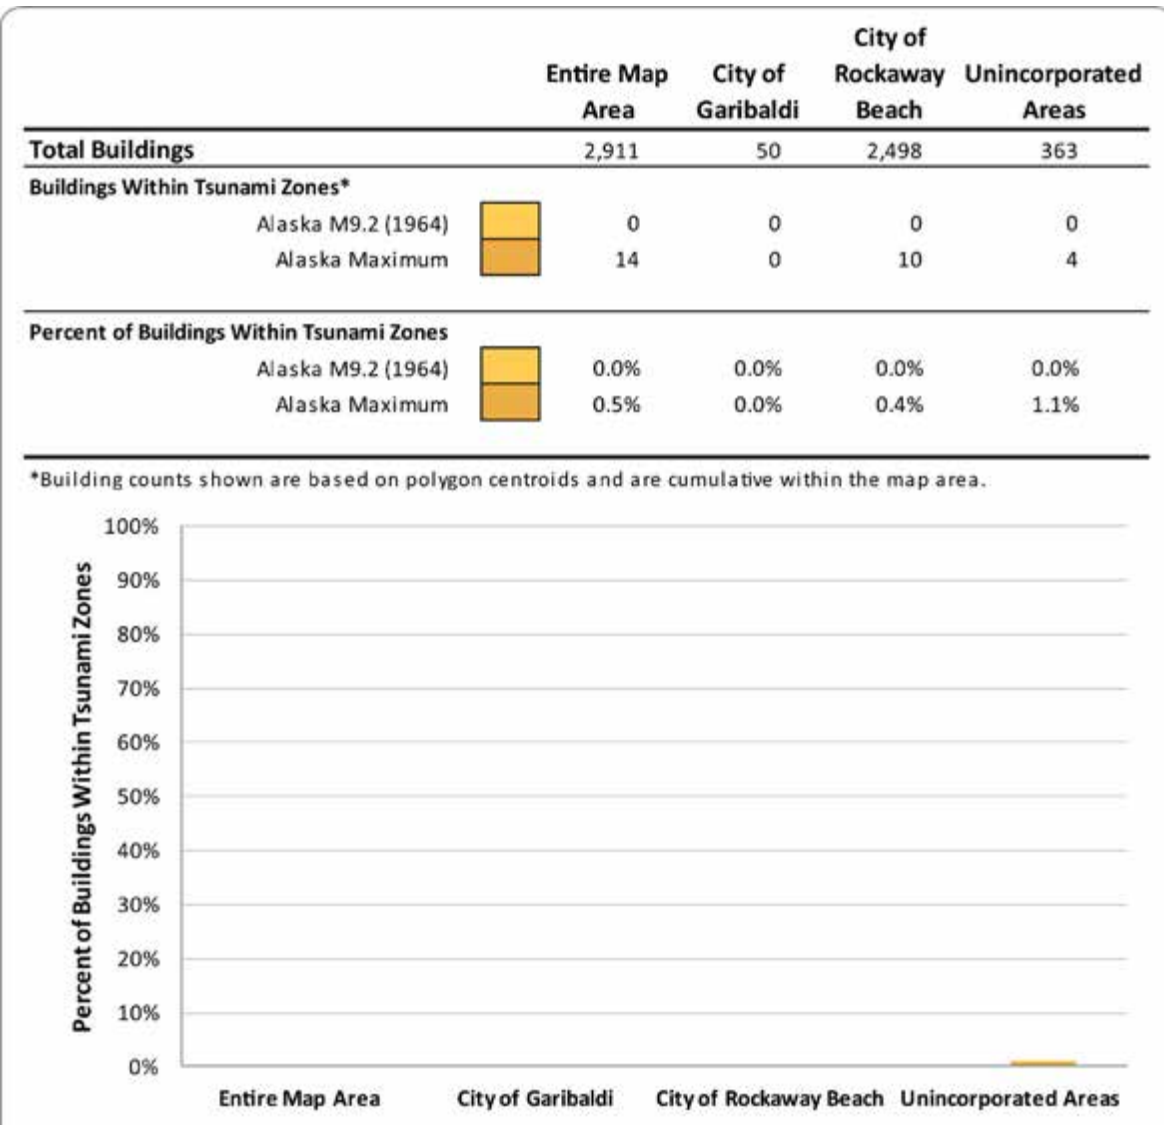 City of
Entire Map City of Rockaway Unincorporated
Area Garibaldi Beach Areas
Total Buildings 2,911 50 2,498 363
Buildings Within Tsunami Zones*
Alaska M9.2 (1964) 0 0 0 0
Alaska Maximum 14 0 10 4
Percent of Buildings Within Tsunami Zones
Alaska M9.2 (1964) 0.0% 0.0% 0.0% 0.0%
Alaska Maximum 0.5% 0.0% 0.4% 1.1%
*Building counts shown are based on polygon centroids and are cumulative within the map area.
Percent of Buildings Within Tsunami Zones
100%
90%
80%
70%
60%
50%
40%
30%
20%
10%
0%
Entire Map Area City of Garibaldi City of Rockaway Beach Unincorporated Areas